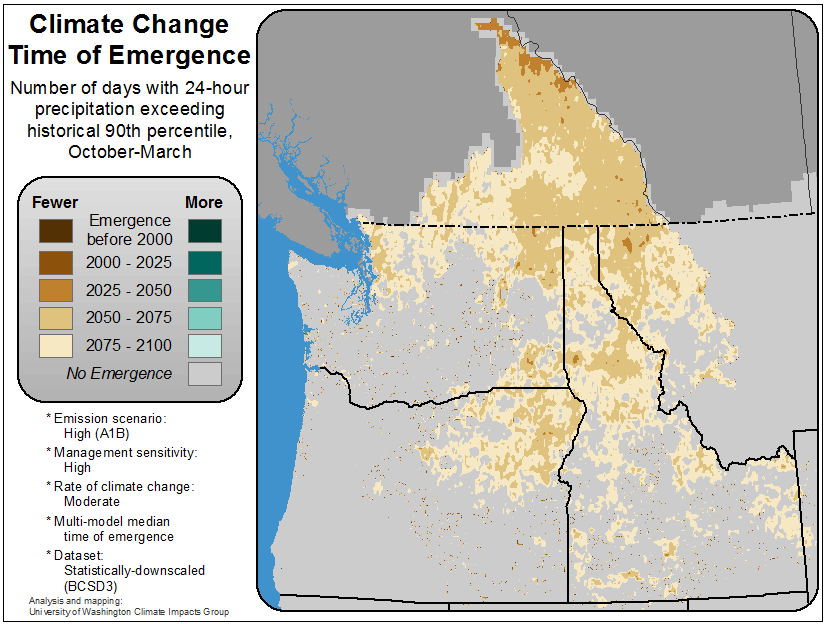 Climate Change
Time of Emergence
Number of days with 24-hour
precipitation exceeding
historical 90th percentile,
October-March
Fewer More
Emergence
before 2000
2000 - 2025
2025 - 2050
2050 - 2075
2075 - 2100
No Emergence
* Emission scenario:
High (A1B)
* Management sensitivity:
High
* Rate of climate change:
Moderate
* Multi-model median
time of emergence
* Dataset:
Statistically-downscaled
(BCSD3)
Analysis and mapping:
University of Washington Climate Impacts Group